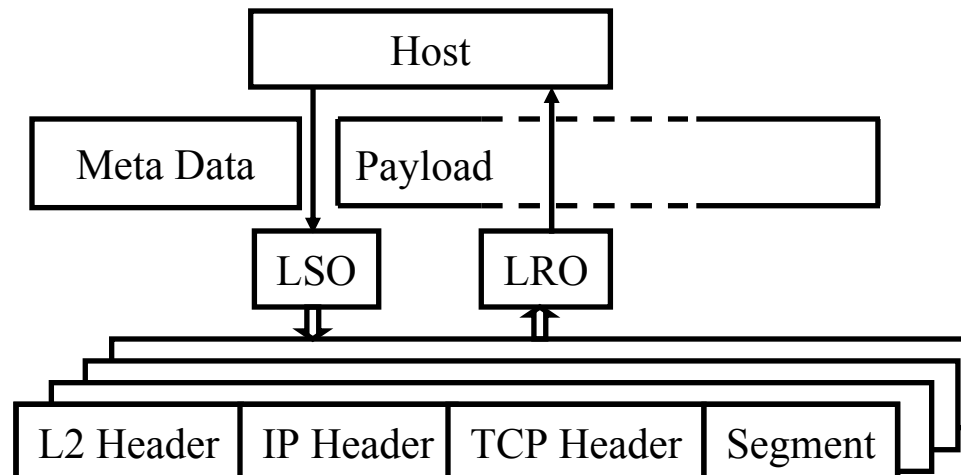 Host
Meta Data
Payload
LSO
LRO
L2 Header
IP Header
TCP Header
Segment